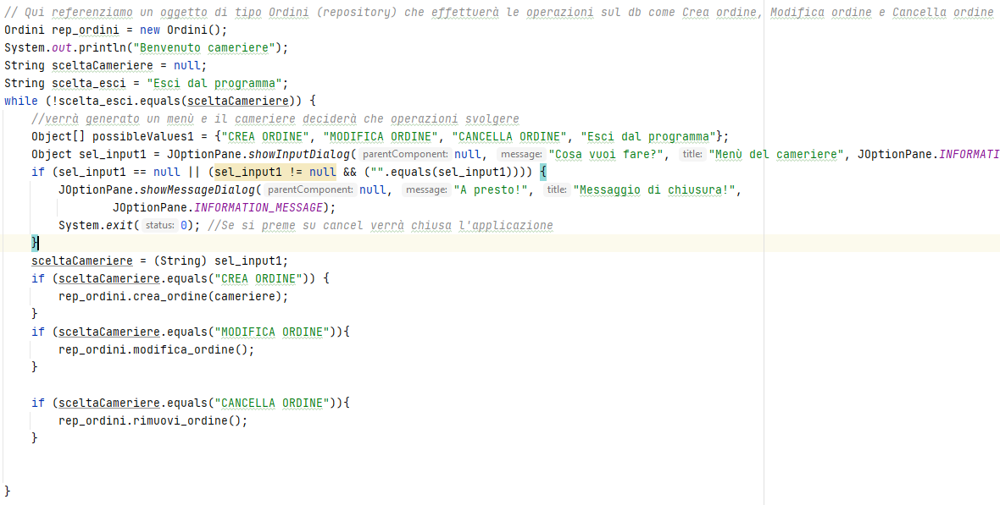 // Qui referenziamo un oggetto di tipo Ordini (repository) che effettuerà le operazioni sul db come Crea ordine, Modifica ordine e Cancella ordine
Ordini rep_ordini = new Ordini();
System.out.println("Benvenuto cameriere");
String sceltaCameriere = null;
String scelta_esci = "Esci dal programma";
while (!scelta_esci.equals(sceltaCameriere)) {
//verrà generato un menù e il cameriere deciderà che operazioni svolgere
Object[] possibleValues1 = {"CREA ORDINE", "MODIFICA ORDINE", "CANCELLA ORDINE", "Esci dal programma"};
Object sel_input1 = JOptionPane.showInputDialog( parentComponent: null, message: "Cosa vuoi fare?", title: "Menù del cameriere", JOptionPane.INFORMATI
if (sel_input1 == null || (sel_input1 != null && ("".equals(sel_input1)))) {
JOptionPane.showMessageDialog( parentComponent: null, message: "A presto!", title: "Messaggio di chiusura!",
JOptionPane.INFORMATION_MESSAGE);
System.exit( status: 0); //Se si preme su cancel verrà chiusa l'applicazione
}
sceltaCameriere = (String) sel_input1;
if (sceltaCameriere.equals("CREA ORDINE")) {
rep_ordini.crea_ordine(cameriere);
}
if (sceltaCameriere.equals("MODIFICA ORDINE")){
rep_ordini.modifica_ordine();
}
if (sceltaCameriere.equals("CANCELLA ORDINE")){
rep_ordini.rimuovi_ordine();
}
}